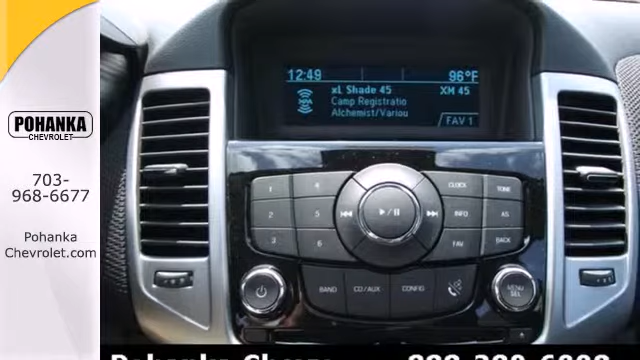 POHANKA
CHEVROLET
703-
968-6677
Pohanka
Chevrolet.com
12:49 96°F
xL Shade 45 XM 45
Camp Registratio
Alchemist/Variou
FAV 1
1 4 CLOCK TONE
2 5 INFO AS
3 6 FAV BACK
BAND CD/AUX CONFIG MENU
SEL
Pohanka Chevy